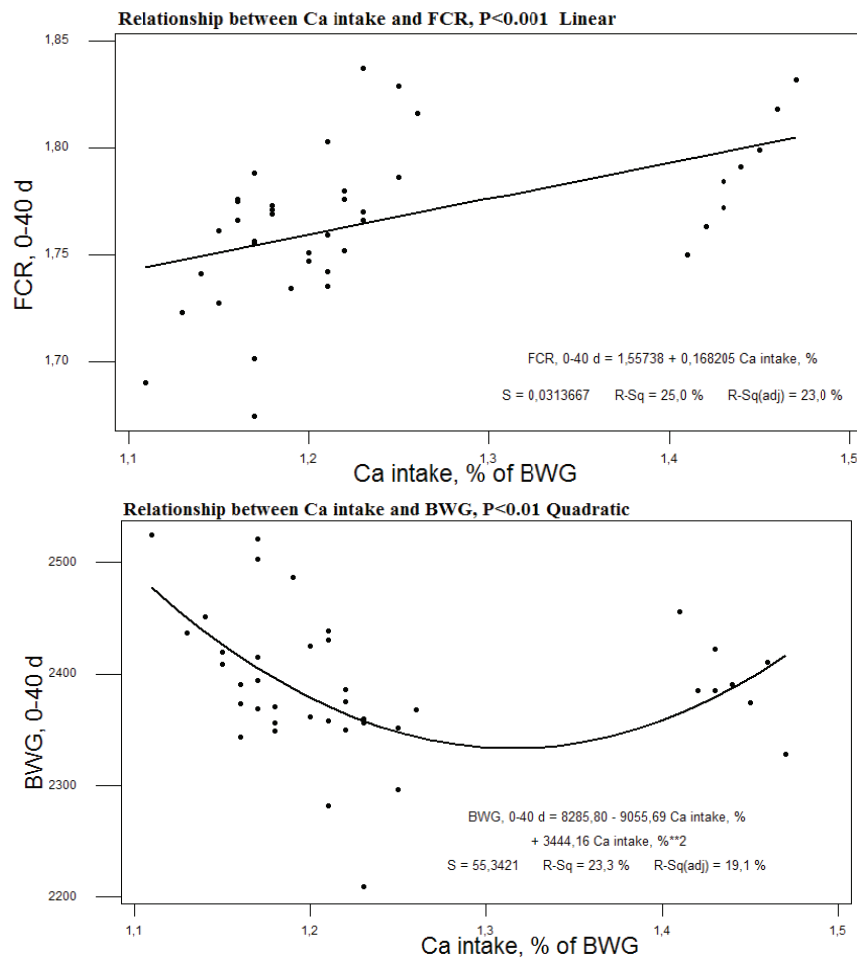 Relationship between Ca intake and FCR, P<0.001 Linear
1,85
1,80
1,75
1,70
FCR, 0-40 d
FCR, 0-40 d = 1,55738 + 0,168205 Ca intake, %
S = 0,0313667 R-Sq = 25,0 % R-Sq(adj) = 23,0 %
1,1 1,2 1,3 1,4 1,5
Ca intake, % of BWG
Relationship between Ca intake and BWG, P<0.01 Quadratic
2500
2400
2300
2200
BWG, 0-40 d
BWG, 0-40 d = 8285,80 - 9055,69 Ca intake, %
+ 3444,16 Ca intake, %**2
S = 55,3421 R-Sq = 23,3 % R-Sq(adj) = 19,1 %
1,1 1,2 1,3 1,4 1,5
Ca intake, % of BWG